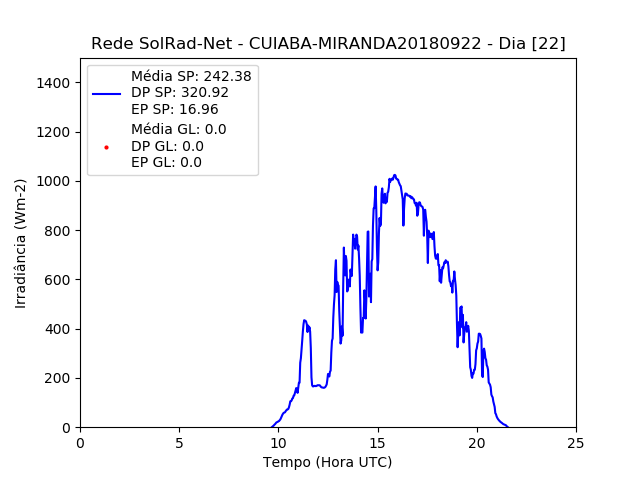 Rede SolRad-Net - CUIABA-MIRANDA20180922 - Dia [22]
Média SP: 242.38
DP SP: 320.92
EP SP: 16.96
Média GL: 0.0
DP GL: 0.0
EP GL: 0.0
Irradiância (Wm-2)
1400
1200
1000
800
600
400
200
0
0 5 10 15 20 25
Tempo (Hora UTC)